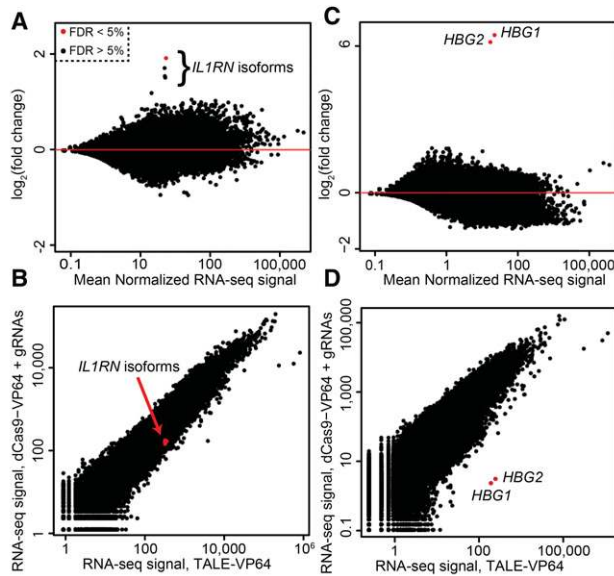 A
FDR < 5%
FDR > 5%
IL1RN isoforms
log2(fold change)
2
0
-2
0.1
10
1000
100,000
Mean Normalized RNA-seq signal
C
HBG1
HBG2
log2(fold change)
6
0
-2
0.1
1
10
1000
100,000
Mean Normalized RNA-seq signal
B
IL1RN isoforms
RNA-seq signal, dCas9-VP64 + gRNAs
10,000
100
1
1
100
10,000
10⁶
RNA-seq signal, TALE-VP64
D
HBG2
HBG1
RNA-seq signal, dCas9-VP64 + gRNAs
100,000
1,000
10
0.1
1
100
10,000
RNA-seq signal, TALE-VP64